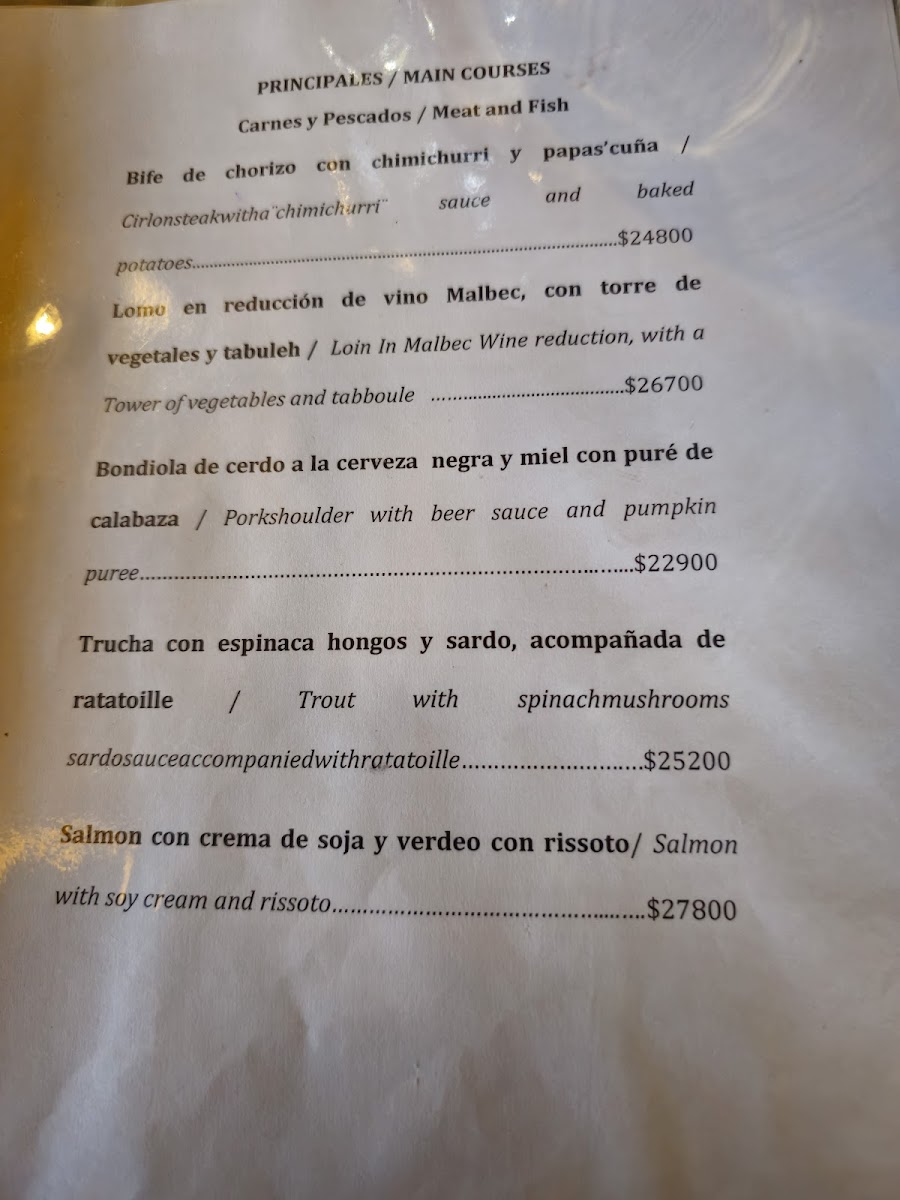 PRINCIPALES / MAIN COURSES
Carnes y Pescados / Meat and Fish
Bife de chorizo con chimichurri y papas'cuña /
Cirlonsteakwitha¨chimichurri¨ sauce and baked
potatoes..............................................................................$24800
Lomo en reducción de vino Malbec, con torre de
vegetales y tabuleh / Loin In Malbec Wine reduction, with a
Tower of vegetables and tabboule ........................................$26700
Bondiola de cerdo a la cerveza negra y miel con puré de
calabaza / Porkshoulder with beer sauce and pumpkin
puree..............................................................................$22900
Trucha con espinaca hongos y sardo, acompañada de
ratatoille / Trout with spinachmushrooms
sardosauceaccompaniedwithratatoille.............................$25200
Salmon con crema de soja y verdeo con rissoto/ Salmon
with soy cream and rissoto..................................................$27800